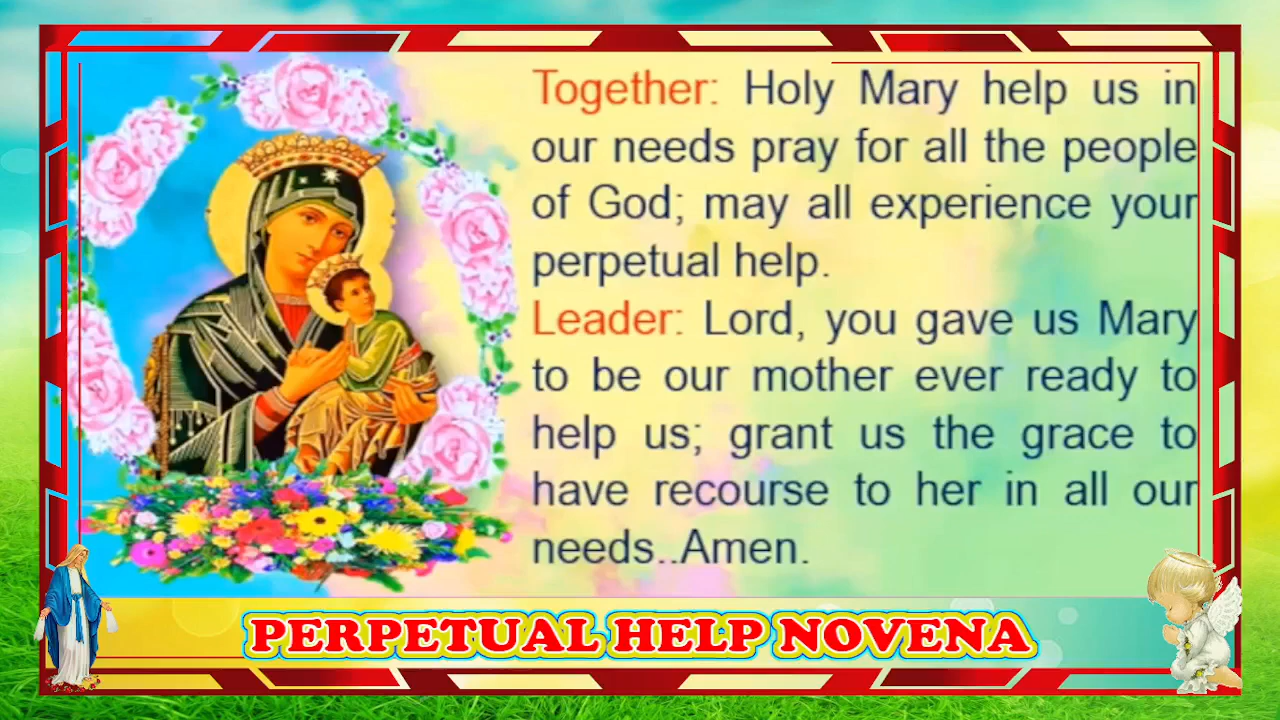 Together: Holy Mary help us in
our needs pray for all the people
of God; may all experience your
perpetual help.
Leader: Lord, you gave us Mary
to be our mother ever ready to
help us; grant us the grace to
have recourse to her in all our
needs..Amen.
PERPETUAL HELP NOVENA